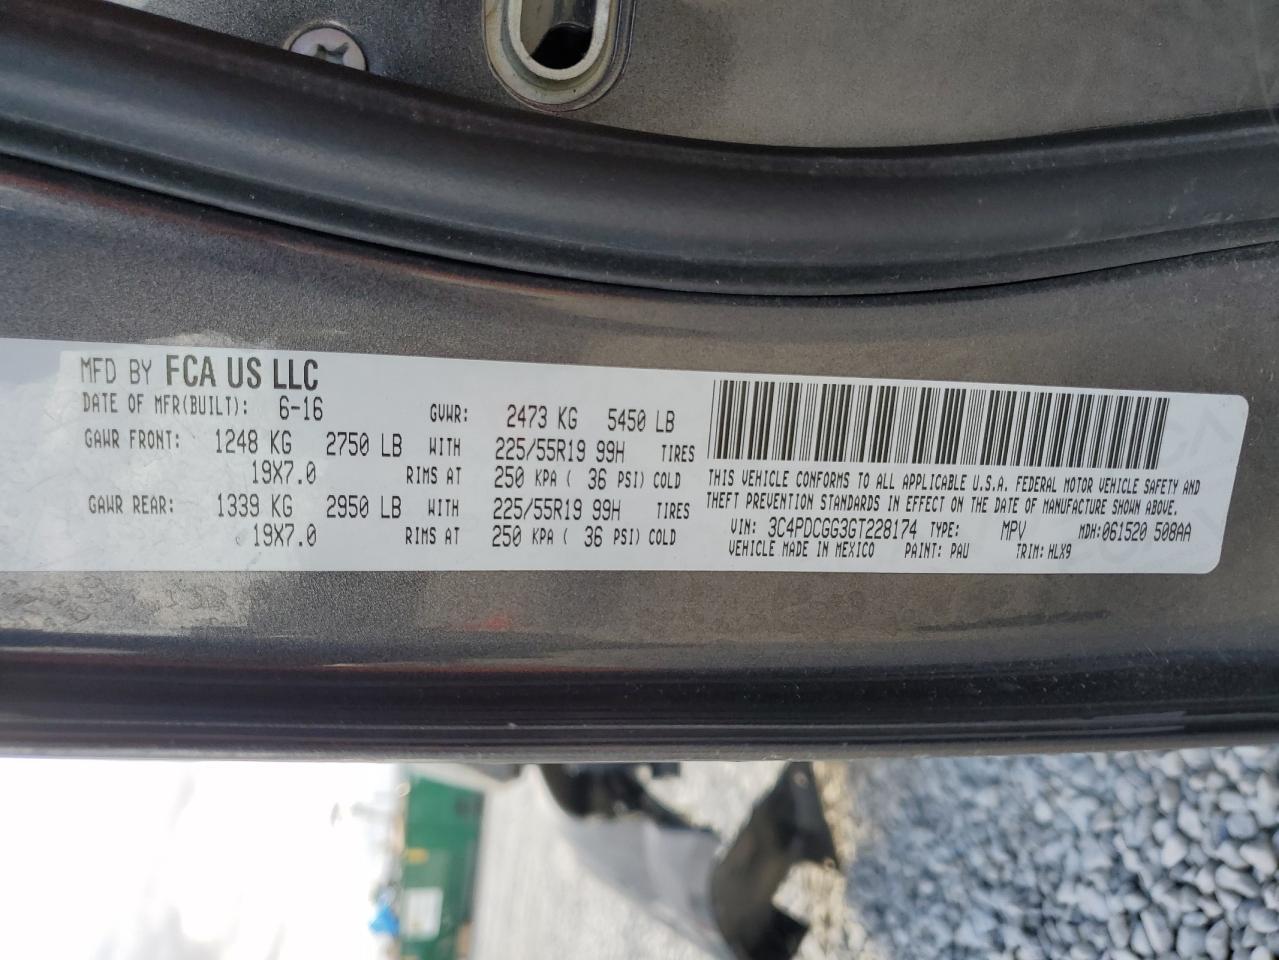 MFD BY FCA US LLC
DATE OF MFR(BUILT): 6-16 GVWR: 2473 KG 5450 LB
GAWR FRONT: 1248 KG 2750 LB WITH 225/55R19 99H TIRES
19X7.0 RIMS AT 250 KPA ( 36 PSI) COLD
GAWR REAR: 1339 KG 2950 LB WITH 225/55R19 99H TIRES
19X7.0 RIMS AT 250 KPA ( 36 PSI) COLD
THIS VEHICLE CONFORMS TO ALL APPLICABLE U.S.A. FEDERAL MOTOR VEHICLE SAFETY AND
THEFT PREVENTION STANDARDS IN EFFECT ON THE DATE OF MANUFACTURE SHOWN ABOVE.
VIN: 3C4PDCGG3GT228174 TYPE: MPV MDH:061520 508AA
VEHICLE MADE IN MEXICO PAINT: PAU TRIM: HLX9